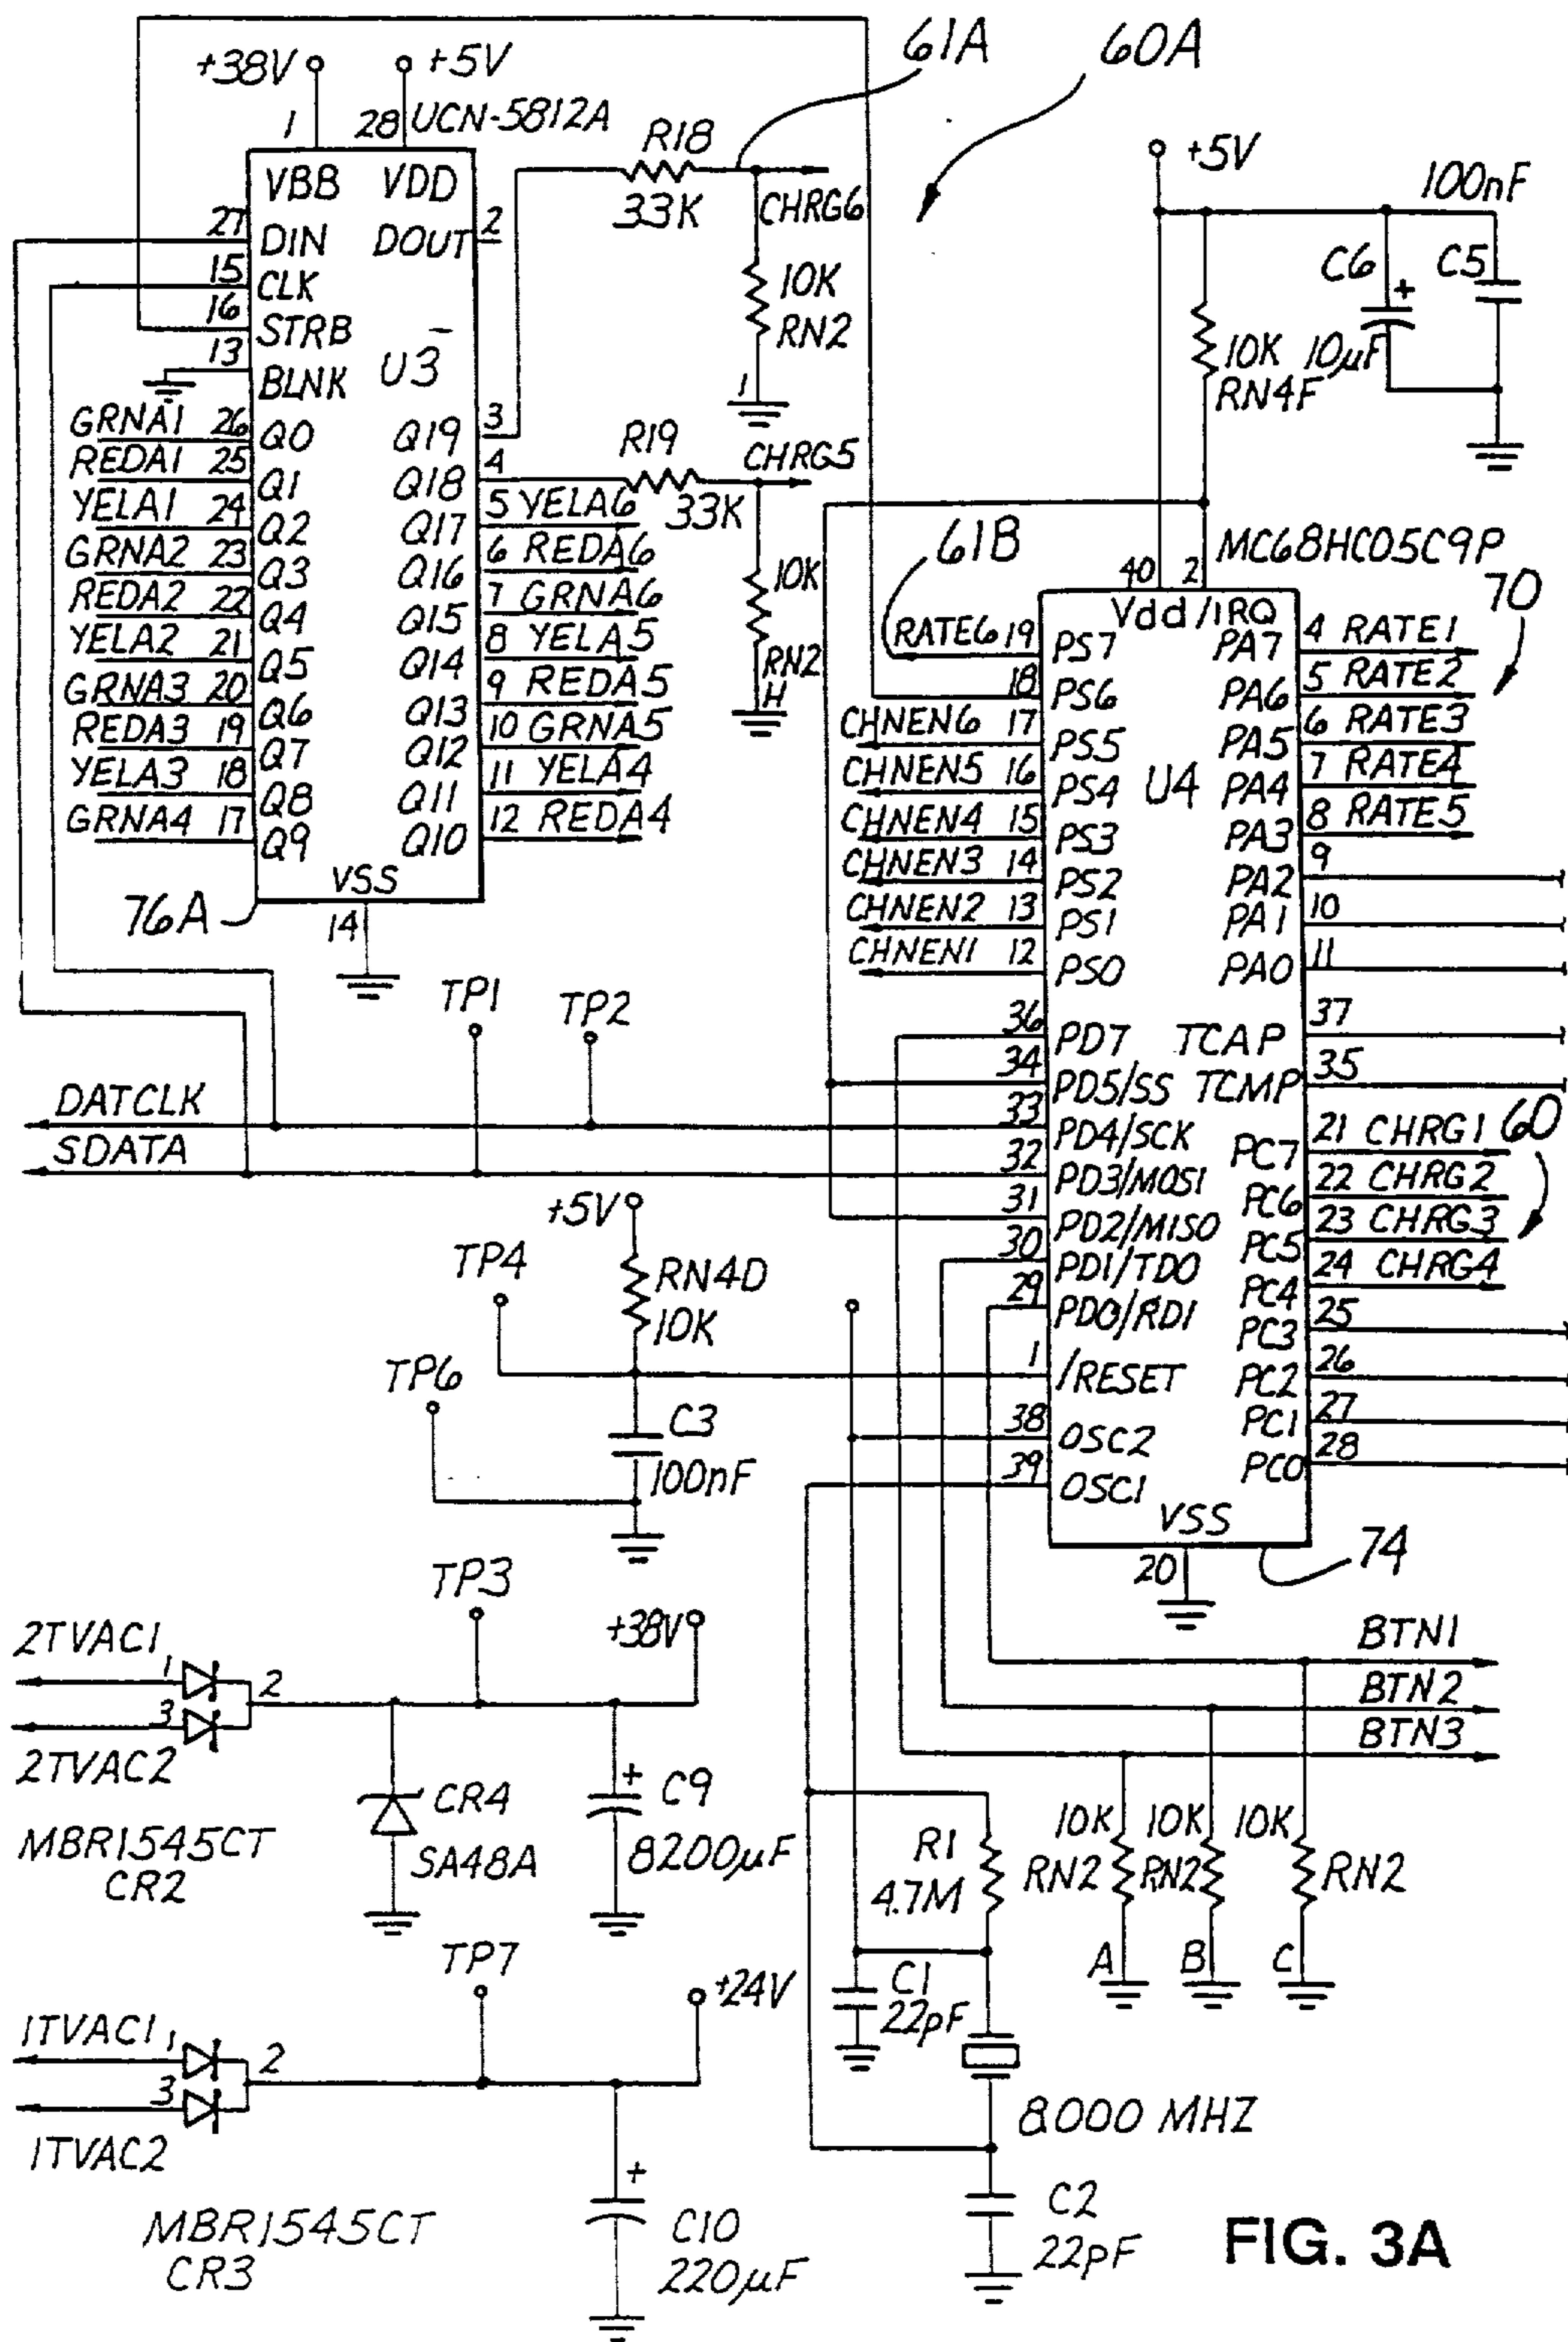 61A
60A
+38V
+5V
1
28
UCN-5812A
VBB
VDD
27
DIN
DOUT
2
15
CLK
16
STRB
13
BLNK
U3
R18
33K
CHRG6
10K
RN2
1
GRNA1 26 Q0
REDA1 25 Q1
YELA1 24 Q2
GRNA2 23 Q3
REDA2 22 Q4
YELA2 21 Q5
GRNA3 20 Q6
REDA3 19 Q7
YELA3 18 Q8
GRNA4 17 Q9
Q19 3
Q18 4
Q17 5 YELA6
Q16 6 REDA6
Q15 7 GRNA6
Q14 8 YELA5
Q13 9 REDA5
Q12 10 GRNA5
Q11 11 YELA4
Q10 12 REDA4
VSS
14
76A
R19
33K
CHRG5
10K
RN2
H
+5V
100nF
C6
+
C5
10K
10µF
RN4F
MC68HC05C9P
70
61B
40
2
Vdd
/IRQ
U4
RATE6 19 PS7
18 PS6
CHNEN6 17 PS5
CHNEN5 16 PS4
CHNEN4 15 PS3
CHNEN3 14 PS2
CHNEN2 13 PS1
CHNEN1 12 PS0
36 PD7
34 PD5/SS
33 PD4/SCK
32 PD3/MOSI
31 PD2/MISO
30 PD1/TDO
29 PD0/RDI
1 /RESET
38 OSC2
39 OSC1
PA7 4 RATE1
PA6 5 RATE2
PA5 6 RATE3
PA4 7 RATE4
PA3 8 RATE5
PA2 9
PA1 10
PA0 11
TCAP 37
TCMP 35
PC7 21 CHRG1
PC6 22 CHRG2
PC5 23 CHRG3
PC4 24 CHRG4
PC3 25
PC2 26
PC1 27
PC0 28
60
VSS
20
74
TP1
TP2
DATCLK
SDATA
+5V
TP4
RN4D
10K
TP6
C3
100nF
TP3
+38V
2TVAC1
1
2
3
2TVAC2
MBR1545CT
CR2
CR4
SA48A
+
C9
8200µF
BTN1
BTN2
BTN3
R1
4.7M
10K
RN2
A
10K
RN2
B
10K
RN2
C
C1
22pF
TP7
+24V
1TVAC1
1
2
3
1TVAC2
MBR1545CT
CR3
+
C10
220µF
8.000 MHZ
C2
22pF
FIG. 3A